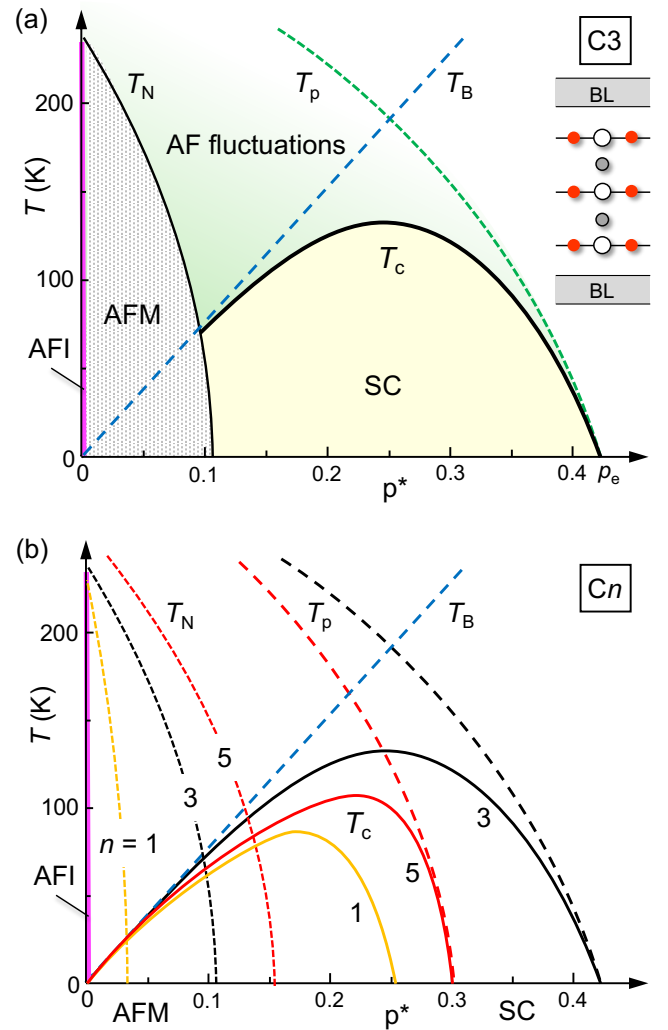 (a)
C3
T_N
T_p
T_B
BL
AF fluctuations
200
T (K)
T_c
100
AFM
BL
AFI
SC
0
0 0.1 0.2 0.3 0.4 p_e
p*
(b)
Cn
T_N
T_p
T_B
200
T (K)
5
3
100
n = 1
T_c
3
5
AFI
1
0
0 0.1 0.2 0.3 0.4
AFM p* SC